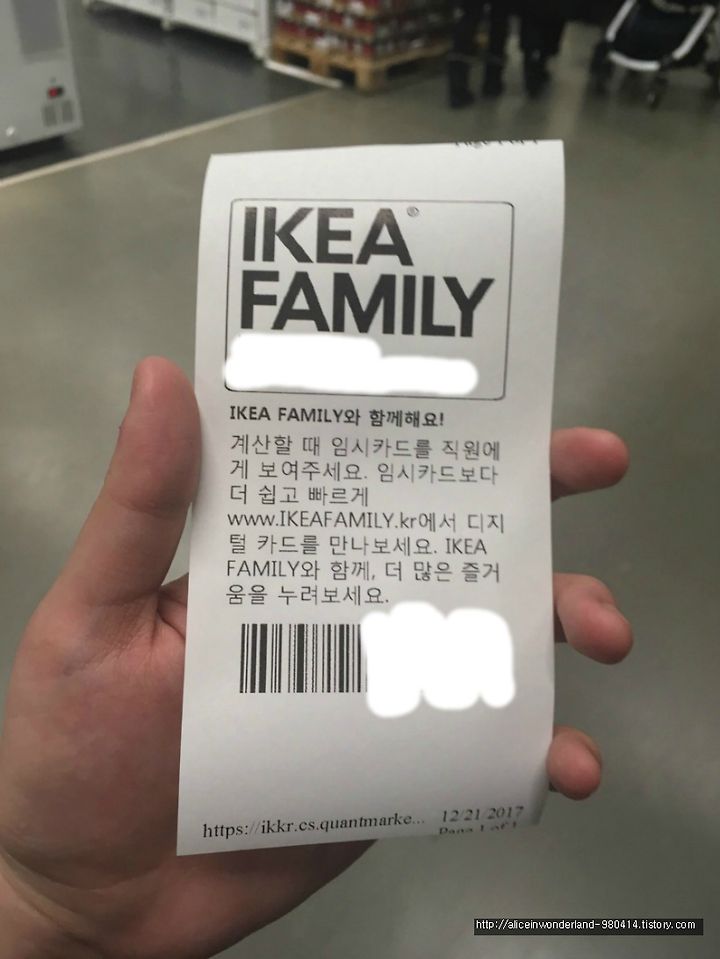 IKEA®
FAMILY
IKEA FAMILY와 함께해요!
계산할 때 임시카드를 직원에
게 보여주세요. 임시카드보다
더 쉽고 빠르게
www.IKEAFAMILY.kr에서 디지
털 카드를 만나보세요. IKEA
FAMILY와 함께, 더 많은 즐거
움을 누려보세요.
https://ikkr.cs.quantmarke... 12/21/2017
Page 1 of 1
http://aliceinwonderland-980414.tistory.com